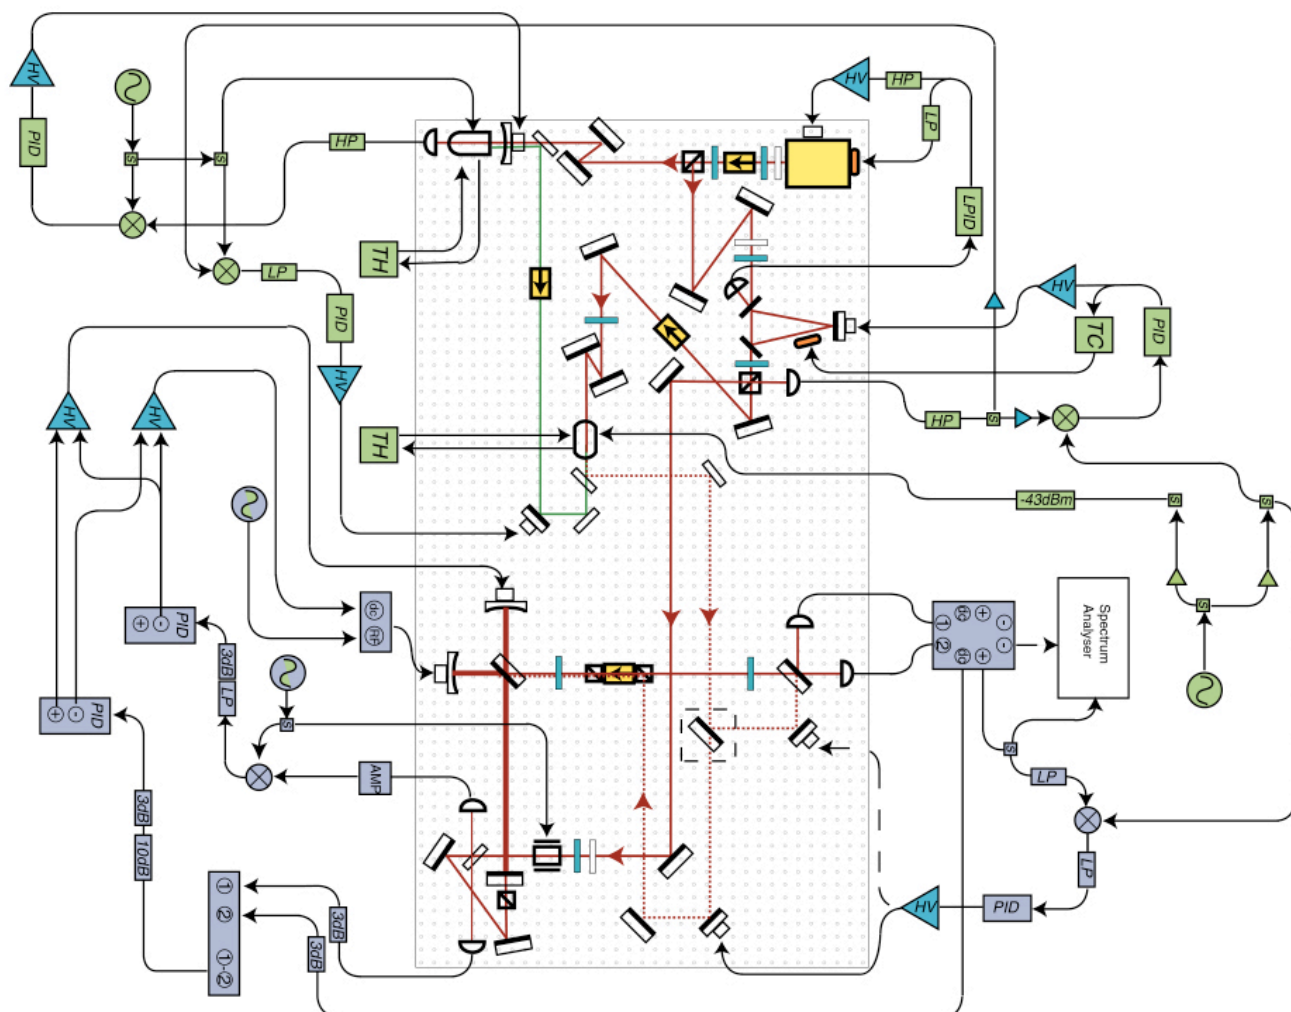 HV
PID
S
S
HP
LP
PID
HV
TH
TH
HV
HP
LP
LPID
HV
TC
PID
HP
S
-43dBm
S
S
S
HV
HV
dc
RF
PID
+ -
3dB
LP
PID
+ -
S
AMP
3dB
10dB
1
2
1-2
3dB
3dB
1 dc + -
2 dc + -
Spectrum
Analyser
S
LP
LP
PID
HV